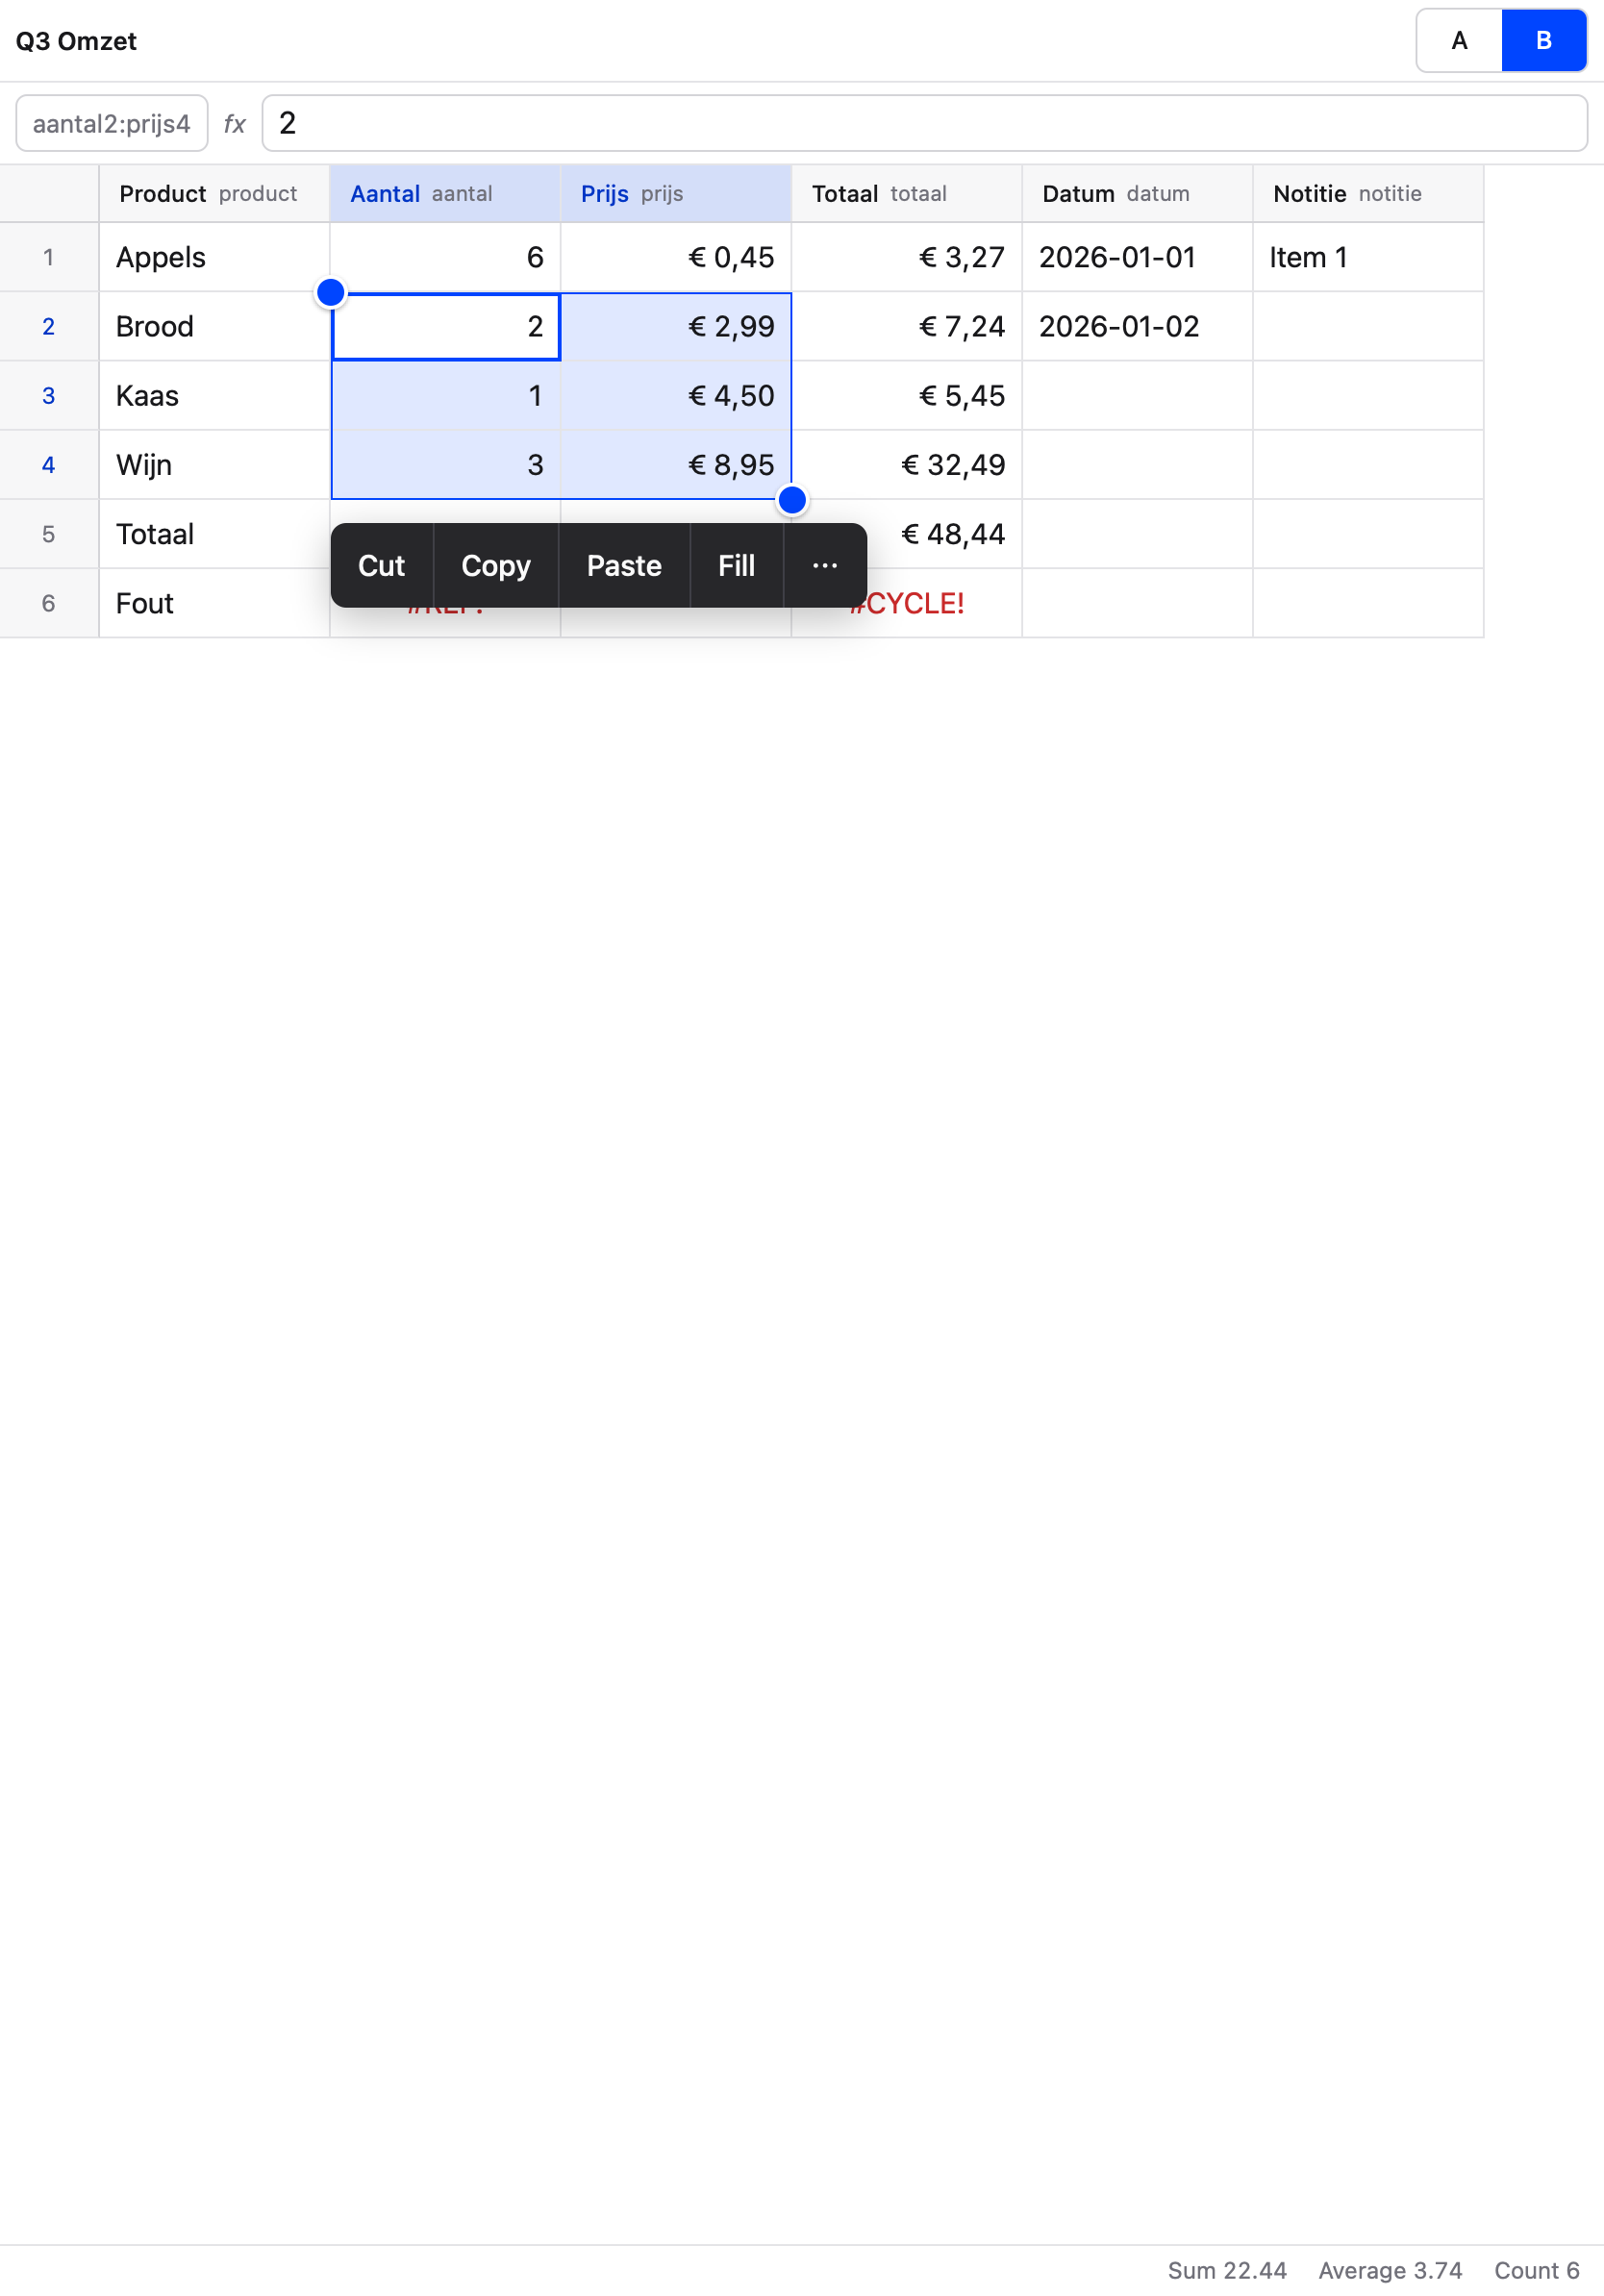 Q3 Omzet A B
aantal2:prijs4 fx 2
Product product Aantal aantal Prijs prijs Totaal totaal Datum datum Notitie notitie
1 Appels 6 € 0,45 € 3,27 2026-01-01 Item 1
2 Brood 2 € 2,99 € 7,24 2026-01-02
3 Kaas 1 € 4,50 € 5,45
4 Wijn 3 € 8,95 € 32,49
5 Totaal € 48,44
Cut Copy Paste Fill ···
6 Fout #CYCLE!
Sum 22.44 Average 3.74 Count 6